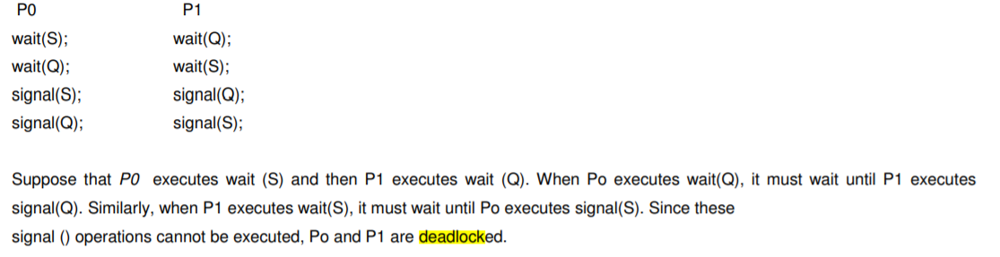 P0 P1
wait(S); wait(Q);
wait(Q); wait(S);
signal(S); signal(Q);
signal(Q); signal(S);
Suppose that P0 executes wait (S) and then P1 executes wait (Q). When Po executes wait(Q), it must wait until P1 executes
signal(Q). Similarly, when P1 executes wait(S), it must wait until Po executes signal(S). Since these
signal () operations cannot be executed, Po and P1 are deadlocked.